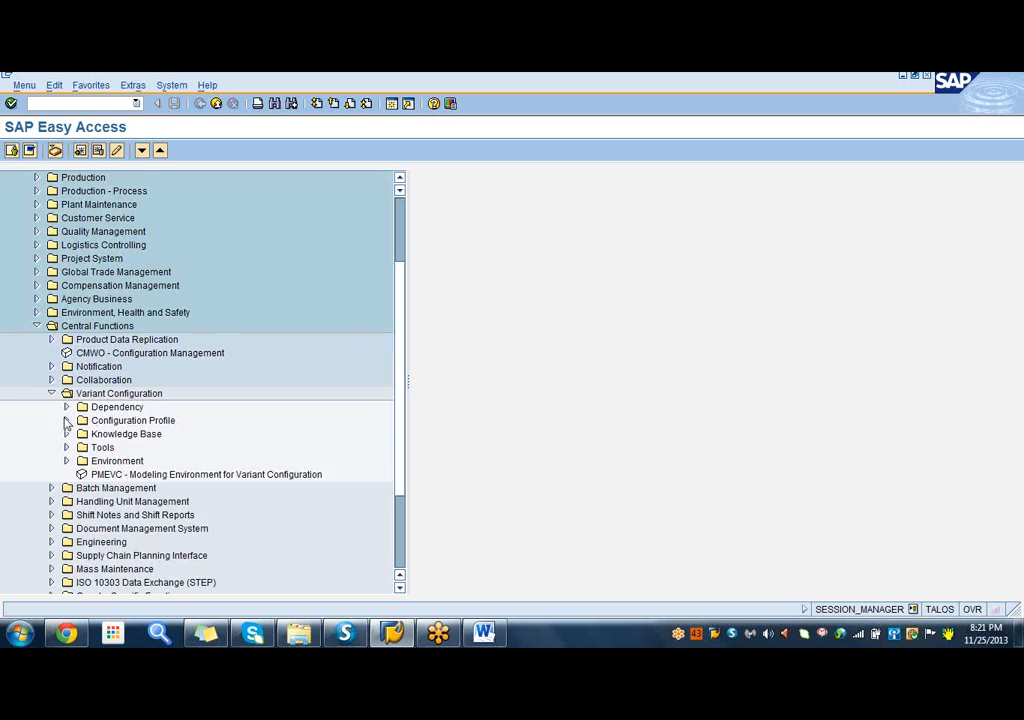 Menu Edit Favorites Extras System Help
SAP
SAP Easy Access
Production
Production - Process
Plant Maintenance
Customer Service
Quality Management
Logistics Controlling
Project System
Global Trade Management
Compensation Management
Agency Business
Environment, Health and Safety
Central Functions
Product Data Replication
CMWO - Configuration Management
Notification
Collaboration
Variant Configuration
Dependency
Configuration Profile
Knowledge Base
Tools
Environment
PMEVC - Modeling Environment for Variant Configuration
Batch Management
Handling Unit Management
Shift Notes and Shift Reports
Document Management System
Engineering
Supply Chain Planning Interface
Mass Maintenance
ISO 10303 Data Exchange (STEP)
SESSION_MANAGER TALOS OVR
43
8:21 PM
11/25/2013